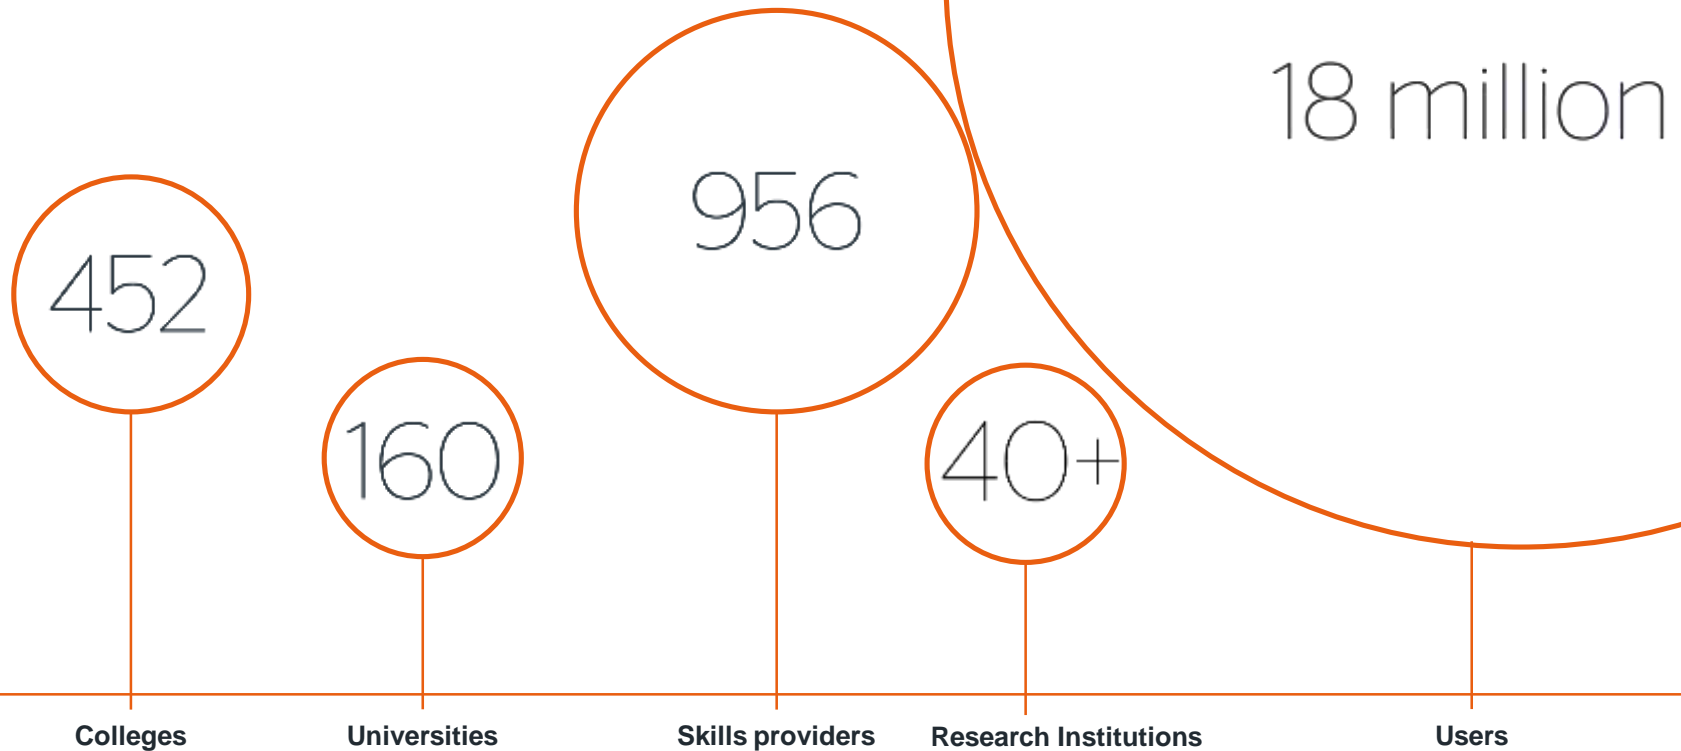 18 million
956
452
160
40+
Colleges
Universities
Skills providers
Research Institutions
Users